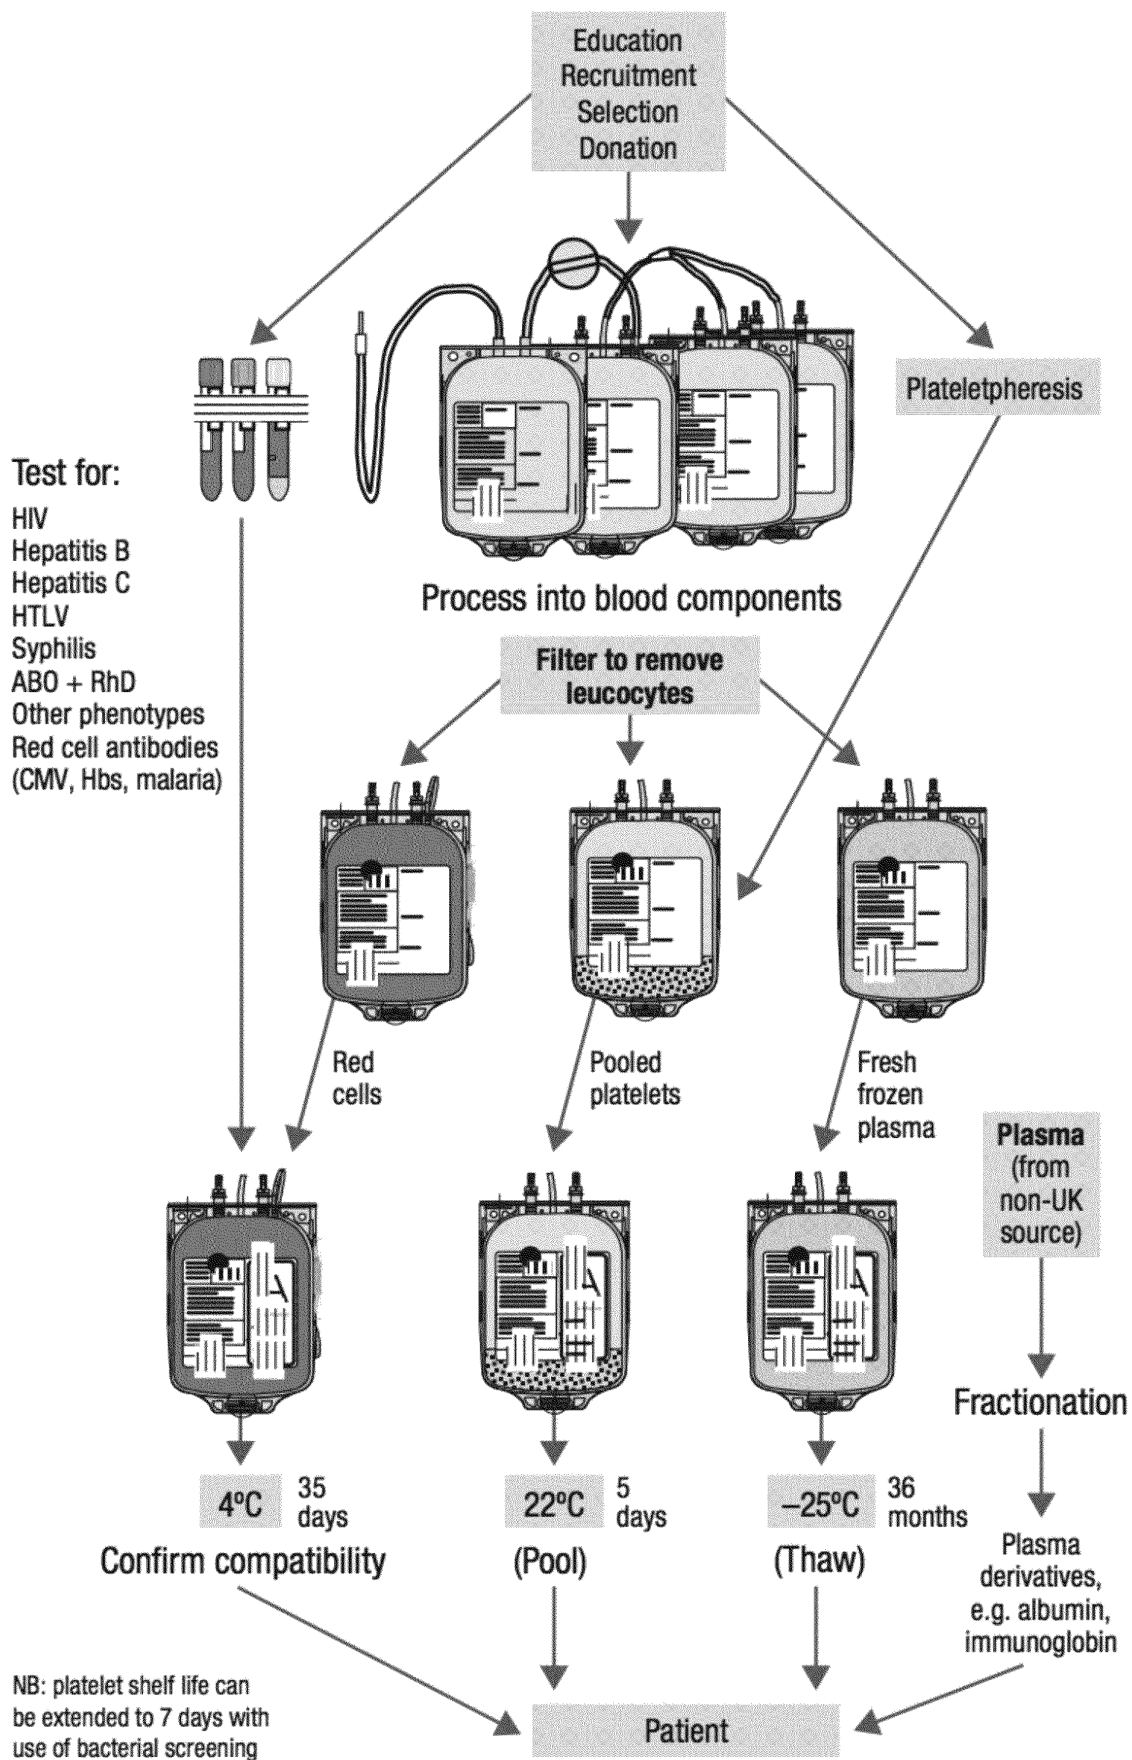 Education
Recruitment
Selection
Donation
Plateletpheresis
Test for:
HIV
Hepatitis B
Hepatitis C
HTLV
Syphilis
ABO + RhD
Other phenotypes
Red cell antibodies
(CMV, Hbs, malaria)
Process into blood components
Filter to remove
leucocytes
Red
cells
Pooled
platelets
Fresh
frozen
plasma
Plasma
(from
non-UK
source)
A
A
A
Fractionation
4ºC
35
days
22ºC
5
days
–25ºC
36
months
Confirm compatibility
(Pool)
(Thaw)
Plasma
derivatives,
e.g. albumin,
immunoglobin
NB: platelet shelf life can
be extended to 7 days with
use of bacterial screening
Patient